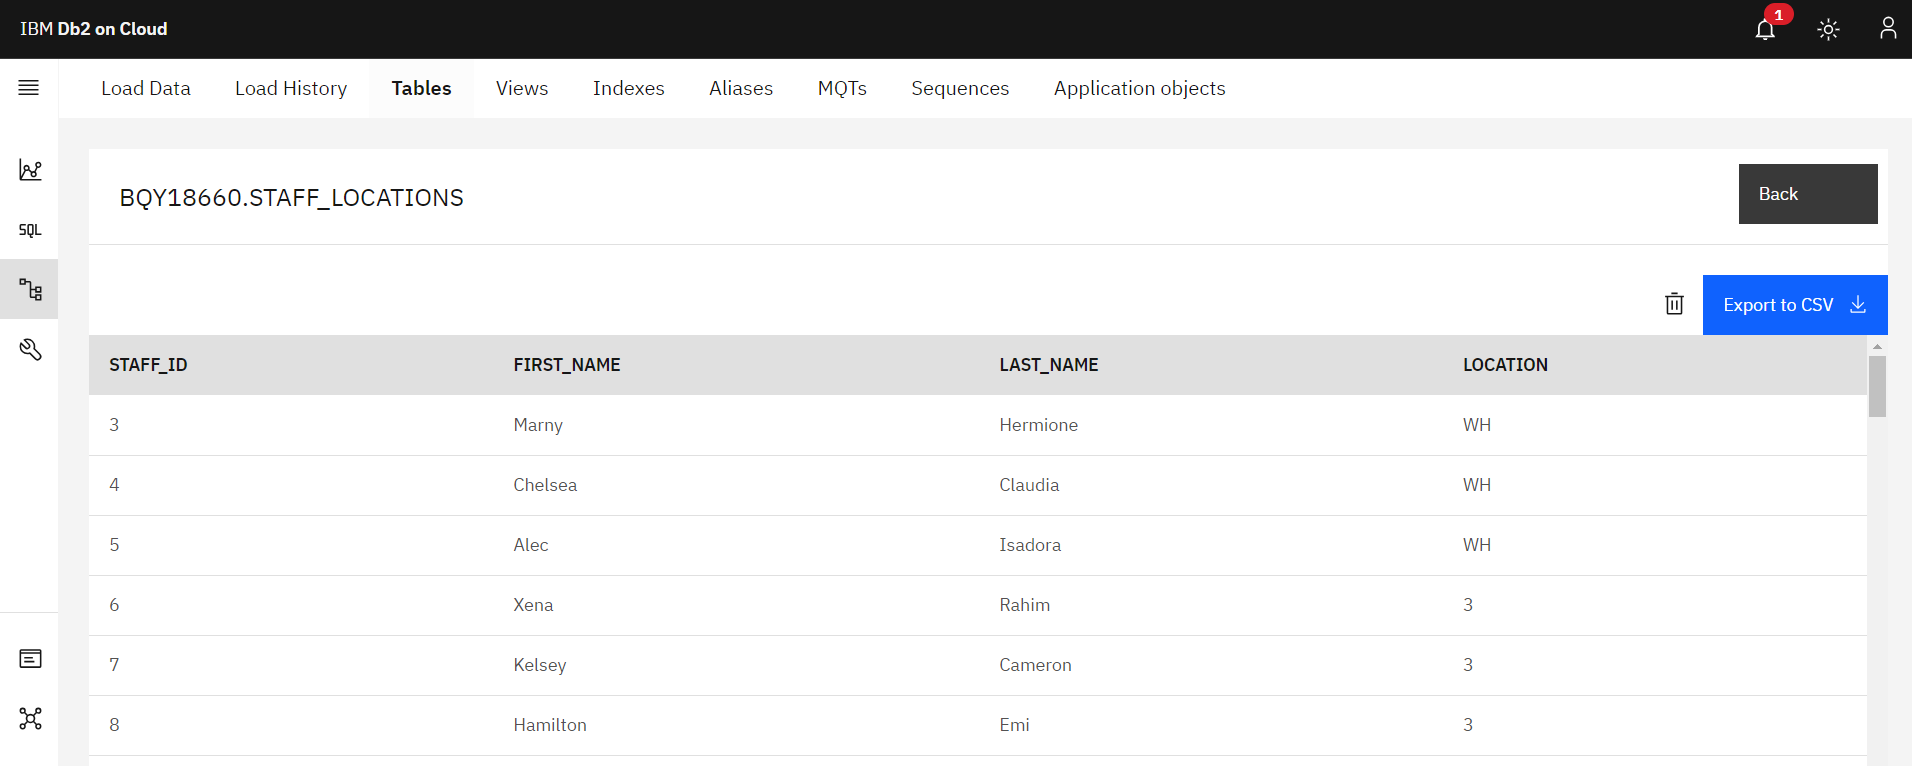 IBM Db2 on Cloud
1
Load Data Load History Tables Views Indexes Aliases MQTs Sequences Application objects
SQL
BQY18660.STAFF_LOCATIONS
Back
Export to CSV
STAFF_ID FIRST_NAME LAST_NAME LOCATION
3 Marny Hermione WH
4 Chelsea Claudia WH
5 Alec Isadora WH
6 Xena Rahim 3
7 Kelsey Cameron 3
8 Hamilton Emi 3